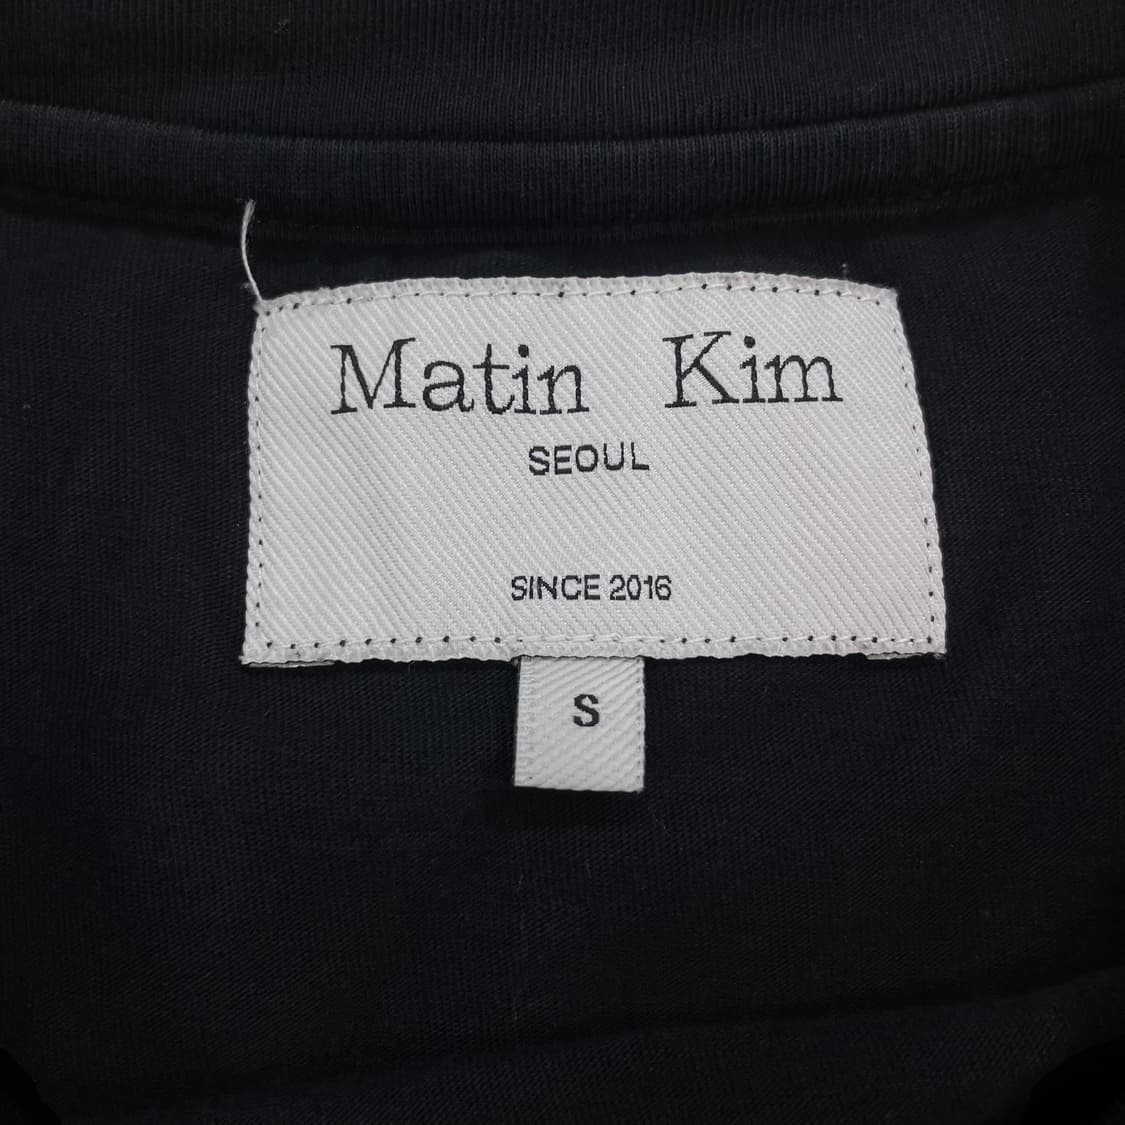 Matin Kim
SEOUL
SINCE 2016
S